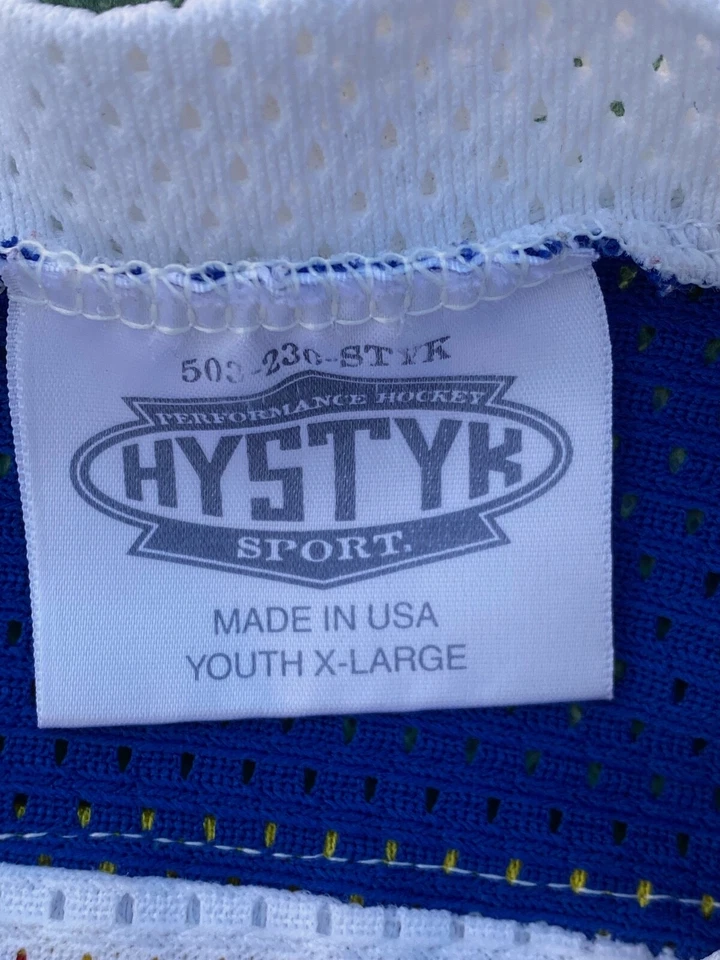 503-230-STYK
PERFORMANCE HOCKEY
HYSTYK
SPORT.
MADE IN USA
YOUTH X-LARGE